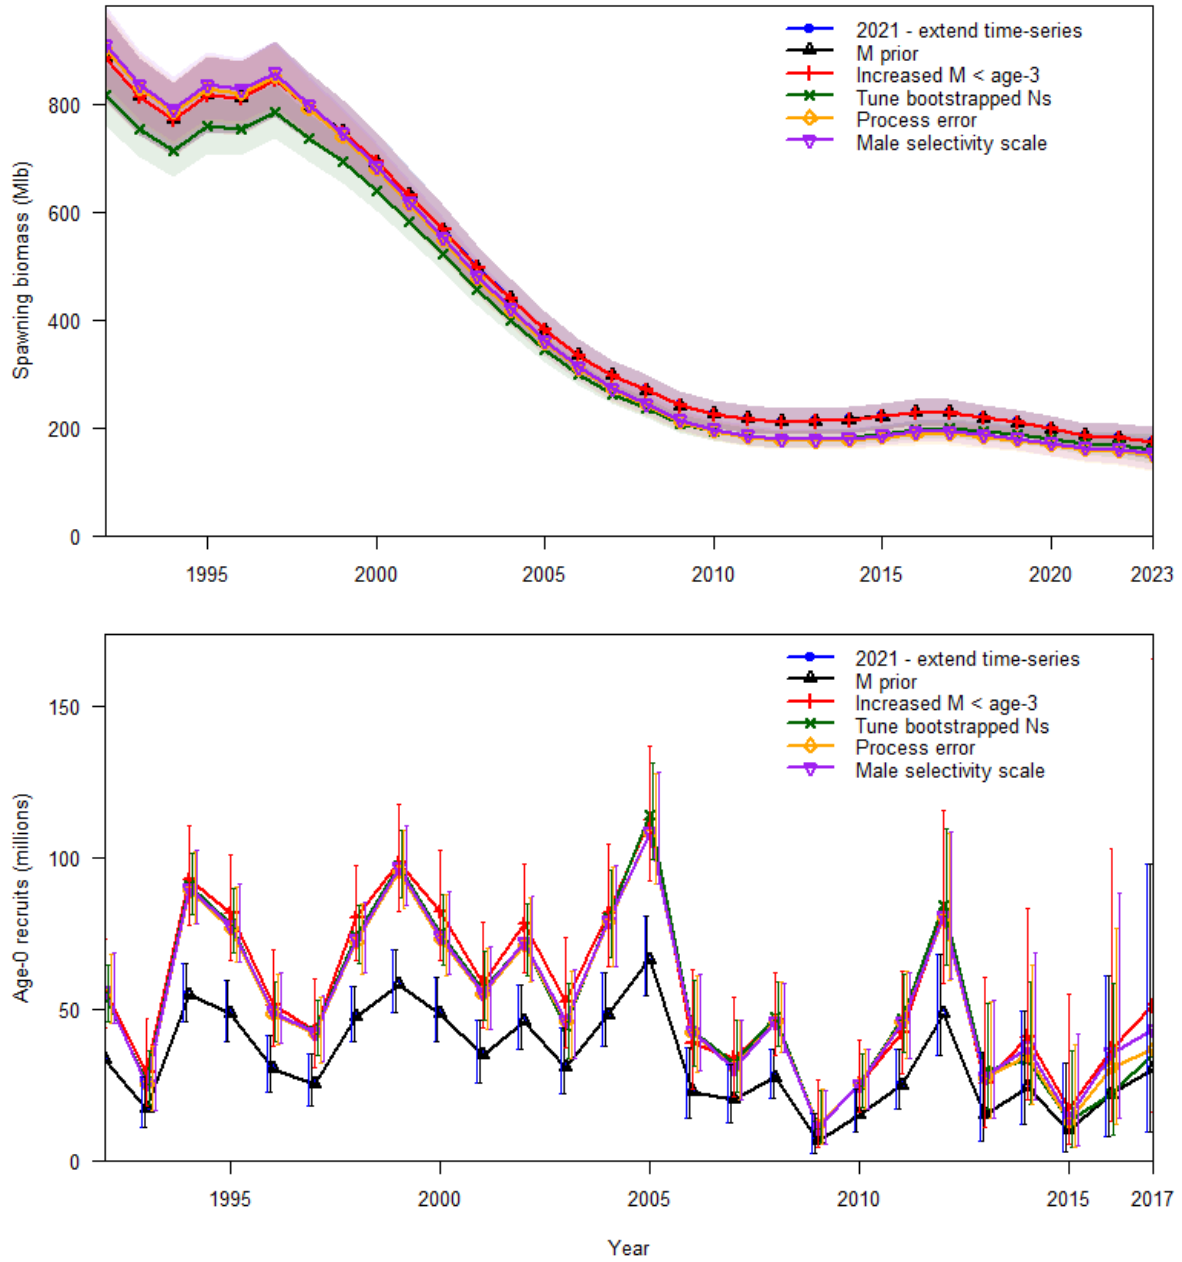 2021 - extend time-series
M prior
Increased M < age-3
Tune bootstrapped Ns
Process error
Male selectivity scale
Spawning biomass (Mlb)
800
600
400
200
0
1995 2000 2005 2010 2015 2020 2023
2021 - extend time-series
M prior
Increased M < age-3
Tune bootstrapped Ns
Process error
Male selectivity scale
Age-0 recruits (millions)
150
100
50
0
1995 2000 2005 2010 2015 2017
Year